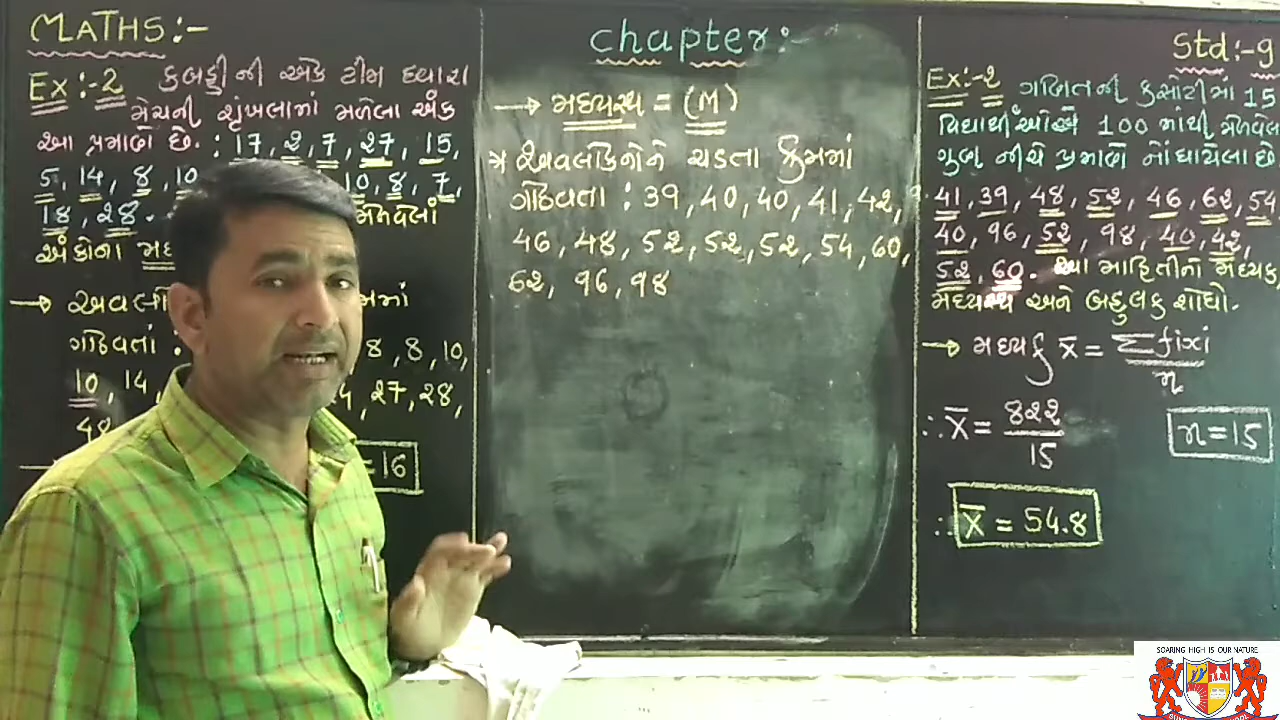 MATHS:-
Ex:-2 કબડ્ડીની એક ટીમ દ્વારા
મેચની શૃંખલામાં મળેલા અંક
આ પ્રમાણે છે. : 17, 2, 7, 27, 15,
5, 14, 8, 10 10, 8, 7,
18, 28. મેળવેલાં
અંકોના
→
ગોઠવતાં : 8, 8, 10,
10, 14, 27, 28,
48
=16
chapter:-
→ મધ્યસ્થ = (M)
* અવલોકનોને ચડતા ક્રમમાં
ગોઠવતા : 39, 40, 40, 41, 42,
46, 48, 52, 52, 52, 54, 60,
62, 96, 98
Std:-9
Ex:-2 ગણિતની કસોટીમાં 15
વિદ્યાર્થીઓએ 100 માંથી મેળવેલ
ગુણ નીચે પ્રમાણે નોંધાયેલા છે
41, 39, 48, 52, 46, 62, 54
40, 96, 52, 98, 40, 42,
52, 60. આ માહિતીનો મધ્યક,
મધ્યસ્થ અને બહુલક શોધો.
→ મધ્યક x̄ = Σfixi / n
∴ x̄ = 822 / 15 n=15
∴ x̄ = 54.8
SOARING HIGH IS OUR NATURE